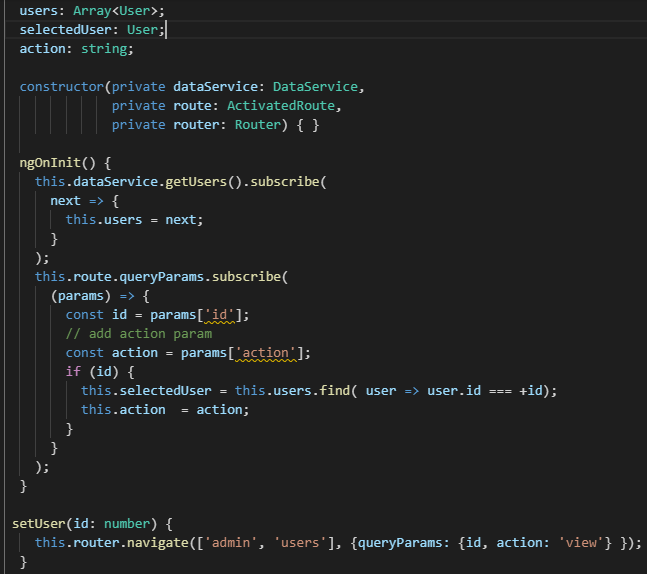 users: Array<User>;
selectedUser: User;
action: string;
constructor(private dataService: DataService,
private route: ActivatedRoute,
private router: Router) { }
ngOnInit() {
this.dataService.getUsers().subscribe(
next => {
this.users = next;
}
);
this.route.queryParams.subscribe(
(params) => {
const id = params['id'];
// add action param
const action = params['action'];
if (id) {
this.selectedUser = this.users.find( user => user.id === +id);
this.action  = action;
}
}
);
}
setUser(id: number) {
this.router.navigate(['admin', 'users'], {queryParams: {id, action: 'view'} });
}